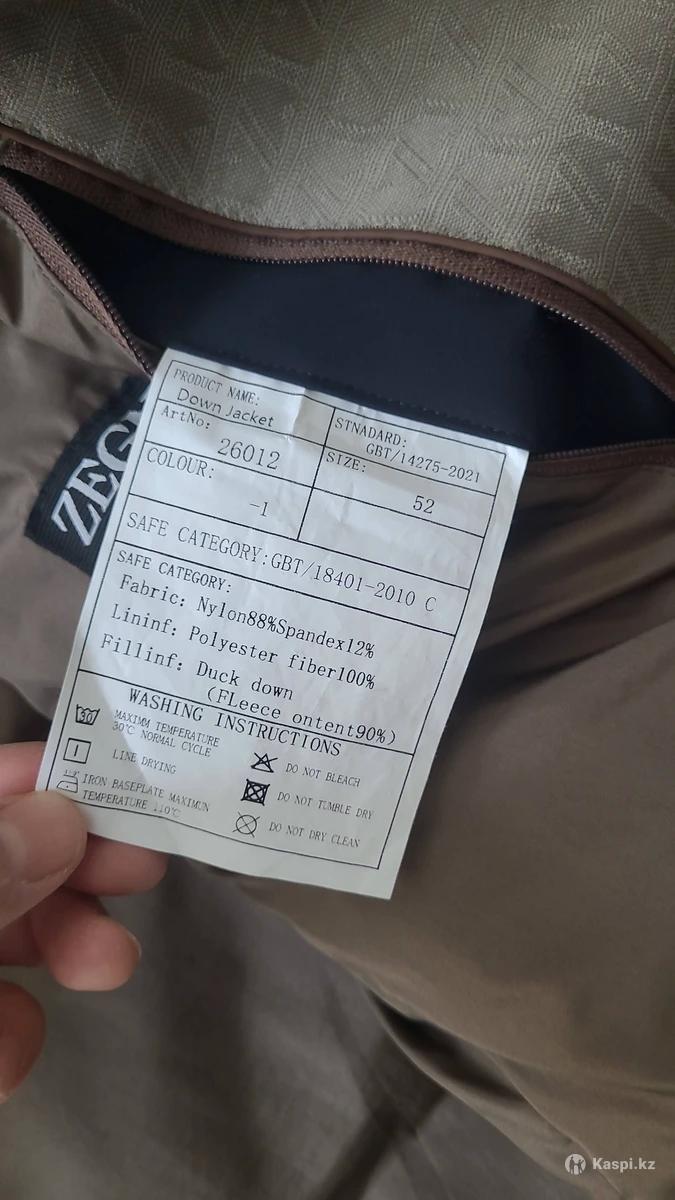 PRODUCT NAME:
Down Jacket
STNADARD:
GBT/14275-2021
ArtNo:
26012
SIZE:
52
COLOUR:
-1
SAFE CATEGORY:GBT/18401-2010 C
SAFE CATEGORY:
Fabric: Nylon88%Spandex12%
Lininf: Polyester fiber100%
Fillinf: Duck down
(FLeece ontent90%)
WASHING INSTRUCTIONS
30
MAXIMM TEMPERATURE
30℃ NORMAL CYCLE
LINE DRYING
IRON BASEPLATE MAXIMUN
TEMPERATURE 110℃
DO NOT BLEACH
DO NOT TUMBLE DRY
DO NOT DRY CLEAN
Kaspi.kz